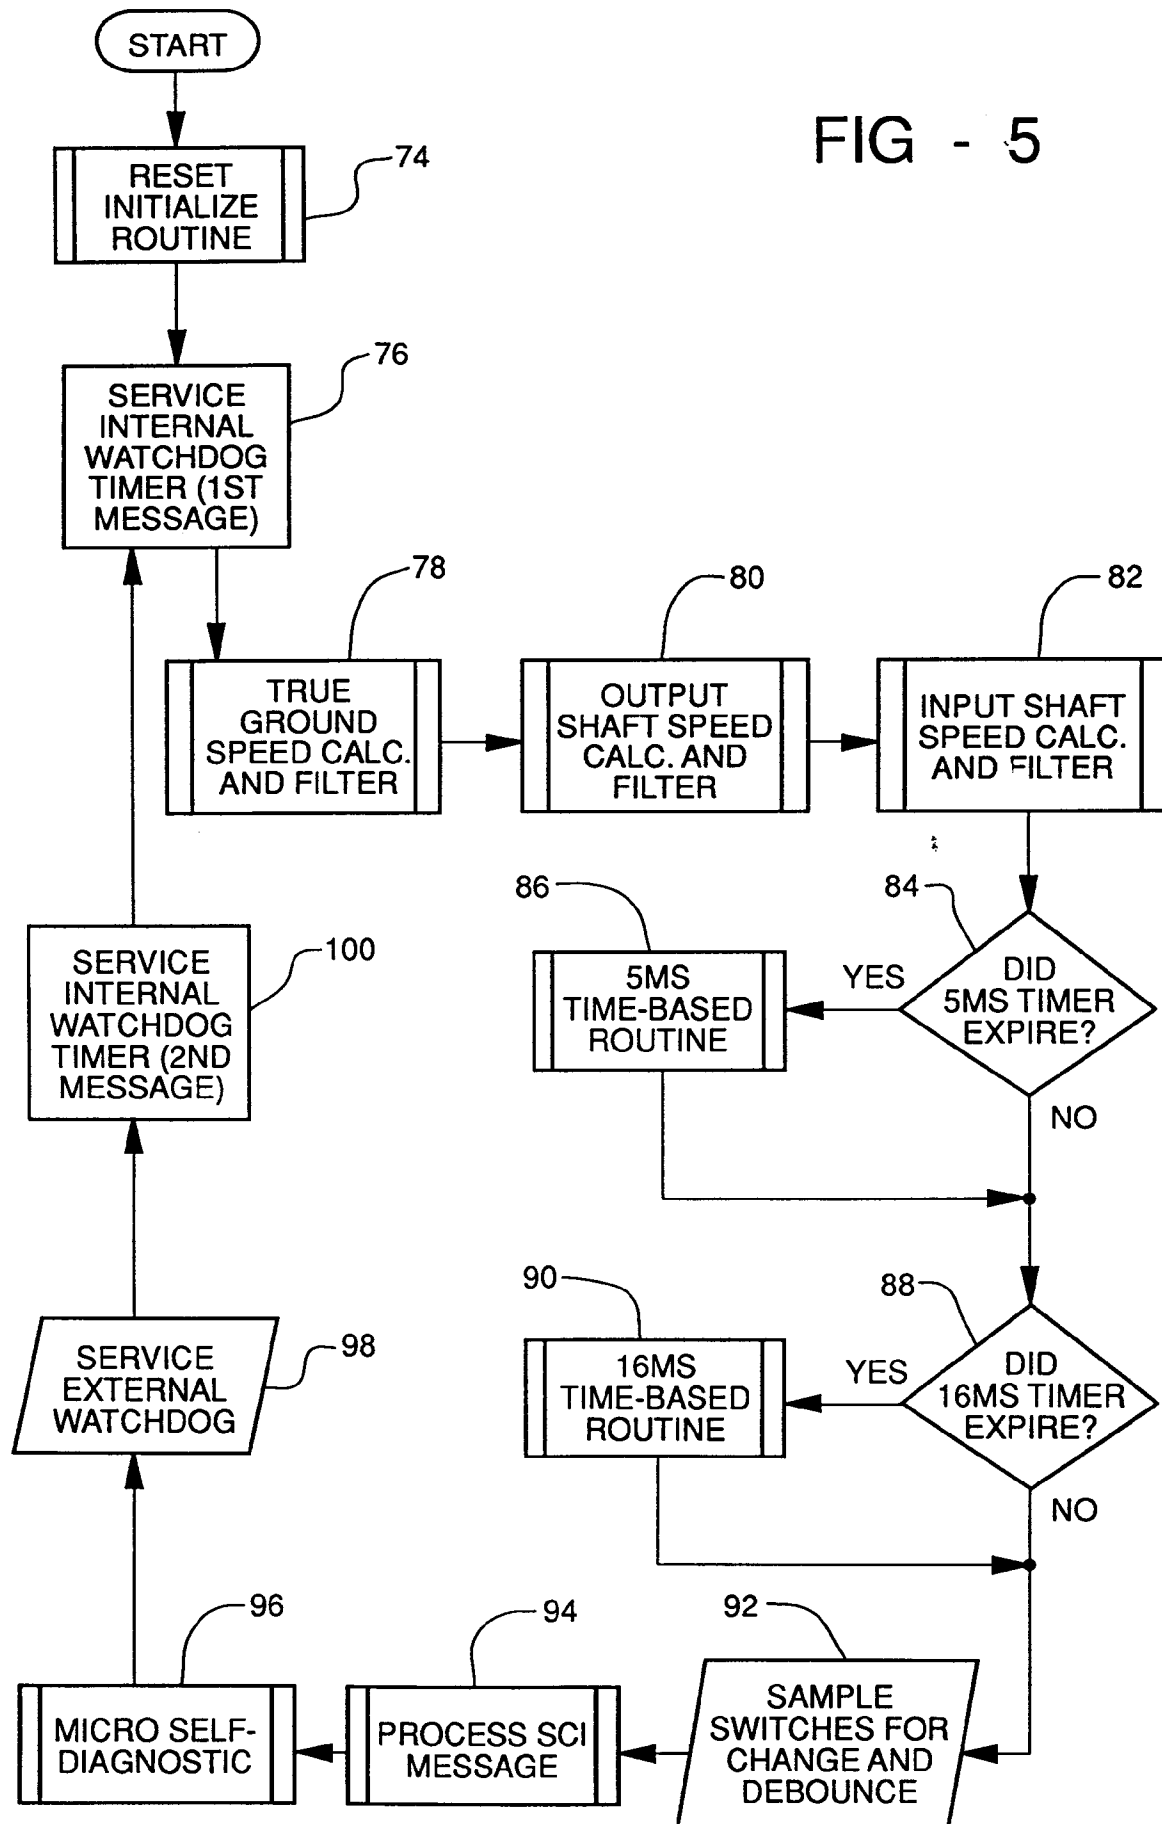 START
FIG - 5
RESET
INITIALIZE
ROUTINE
74
SERVICE
INTERNAL
WATCHDOG
TIMER (1ST
MESSAGE)
76
TRUE
GROUND
SPEED CALC.
AND FILTER
78
OUTPUT
SHAFT SPEED
CALC. AND
FILTER
80
INPUT SHAFT
SPEED CALC.
AND FILTER
82
DID
5MS TIMER
EXPIRE?
84
YES
NO
5MS
TIME-BASED
ROUTINE
86
DID
16MS TIMER
EXPIRE?
88
YES
NO
16MS
TIME-BASED
ROUTINE
90
SAMPLE
SWITCHES FOR
CHANGE AND
DEBOUNCE
92
PROCESS SCI
MESSAGE
94
MICRO SELF-
DIAGNOSTIC
96
SERVICE
EXTERNAL
WATCHDOG
98
SERVICE
INTERNAL
WATCHDOG
TIMER (2ND
MESSAGE)
100